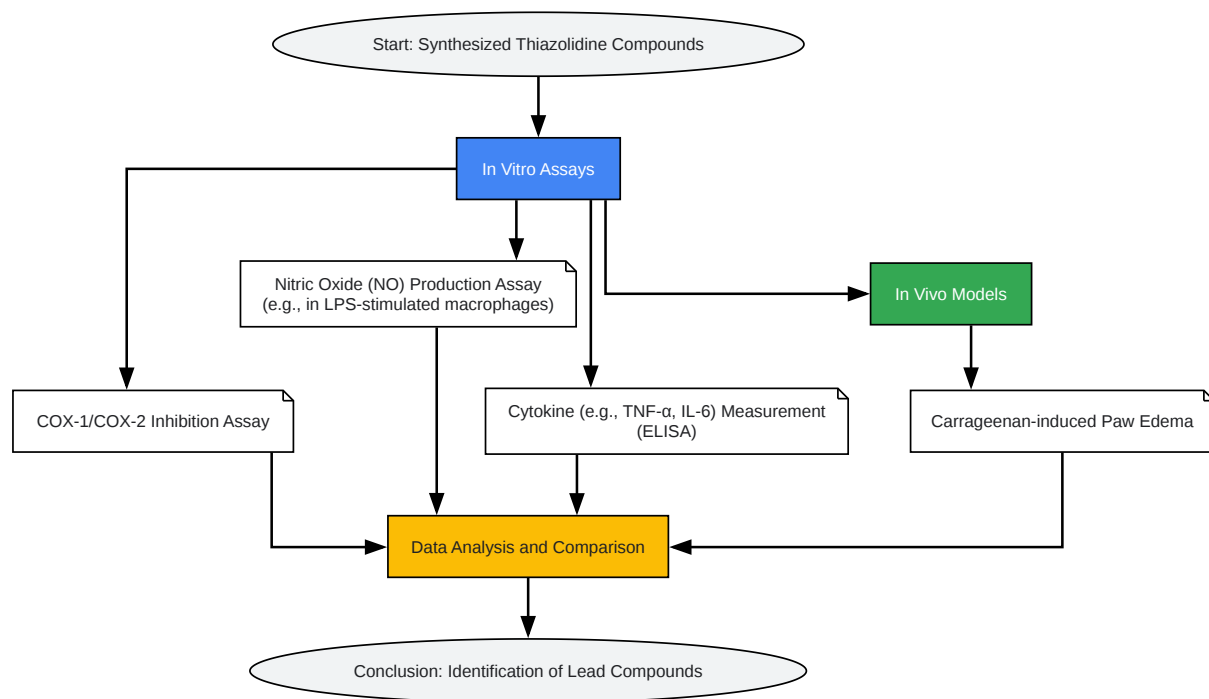 Start: Synthesized Thiazolidine Compounds
In Vitro Assays
Nitric Oxide (NO) Production Assay
(e.g., in LPS-stimulated macrophages)
In Vivo Models
COX-1/COX-2 Inhibition Assay
Cytokine (e.g., TNF-α, IL-6) Measurement
(ELISA)
Carrageenan-induced Paw Edema
Data Analysis and Comparison
Conclusion: Identification of Lead Compounds